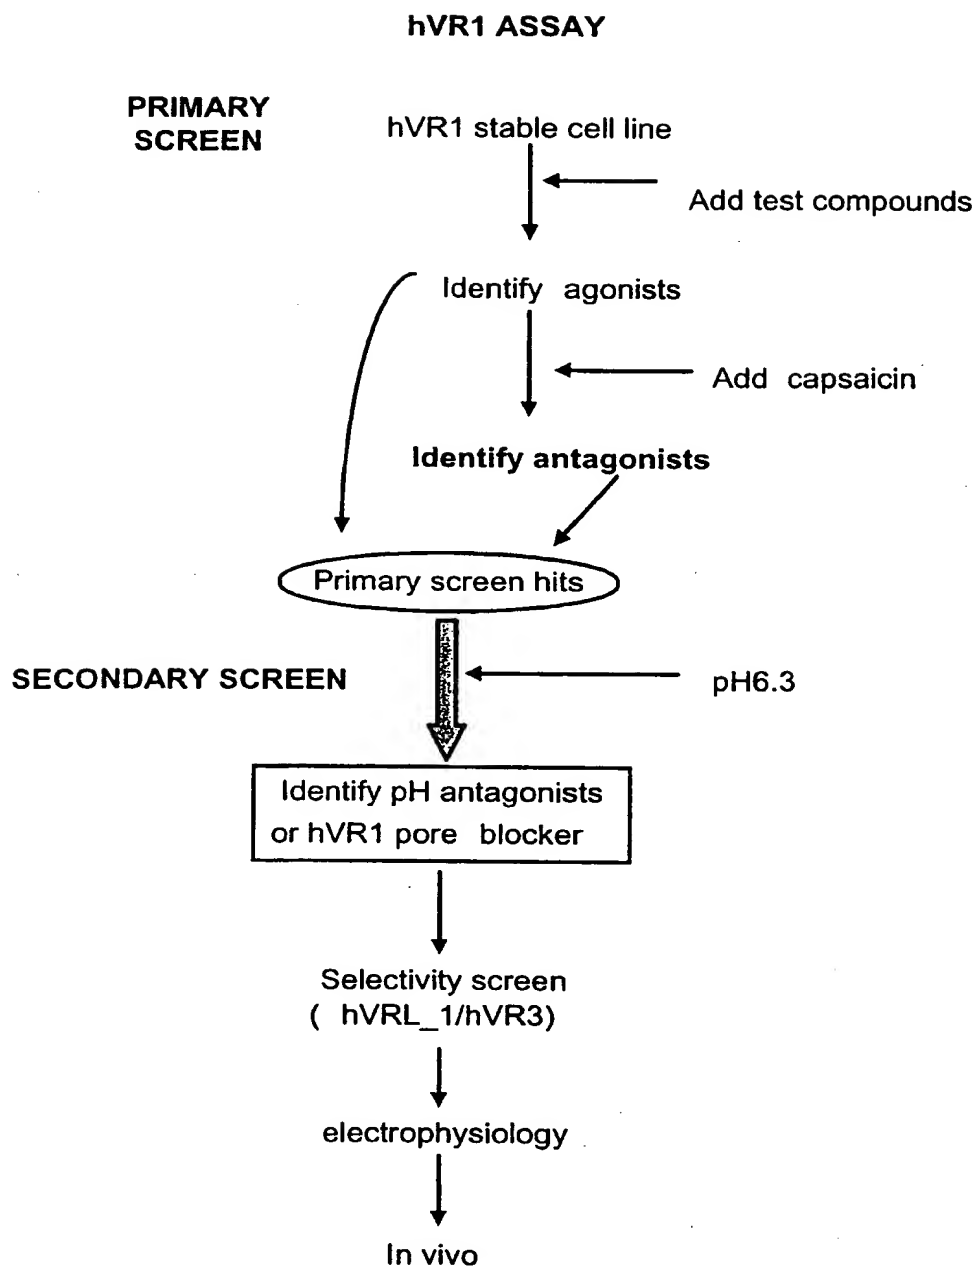 hVR1 ASSAY
PRIMARY
SCREEN
hVR1 stable cell line
Add test compounds
Identify agonists
Add capsaicin
Identify antagonists
Primary screen hits
SECONDARY SCREEN
pH6.3
Identify pH antagonists
or hVR1 pore blocker
Selectivity screen
( hVRL_1/hVR3)
electrophysiology
In vivo